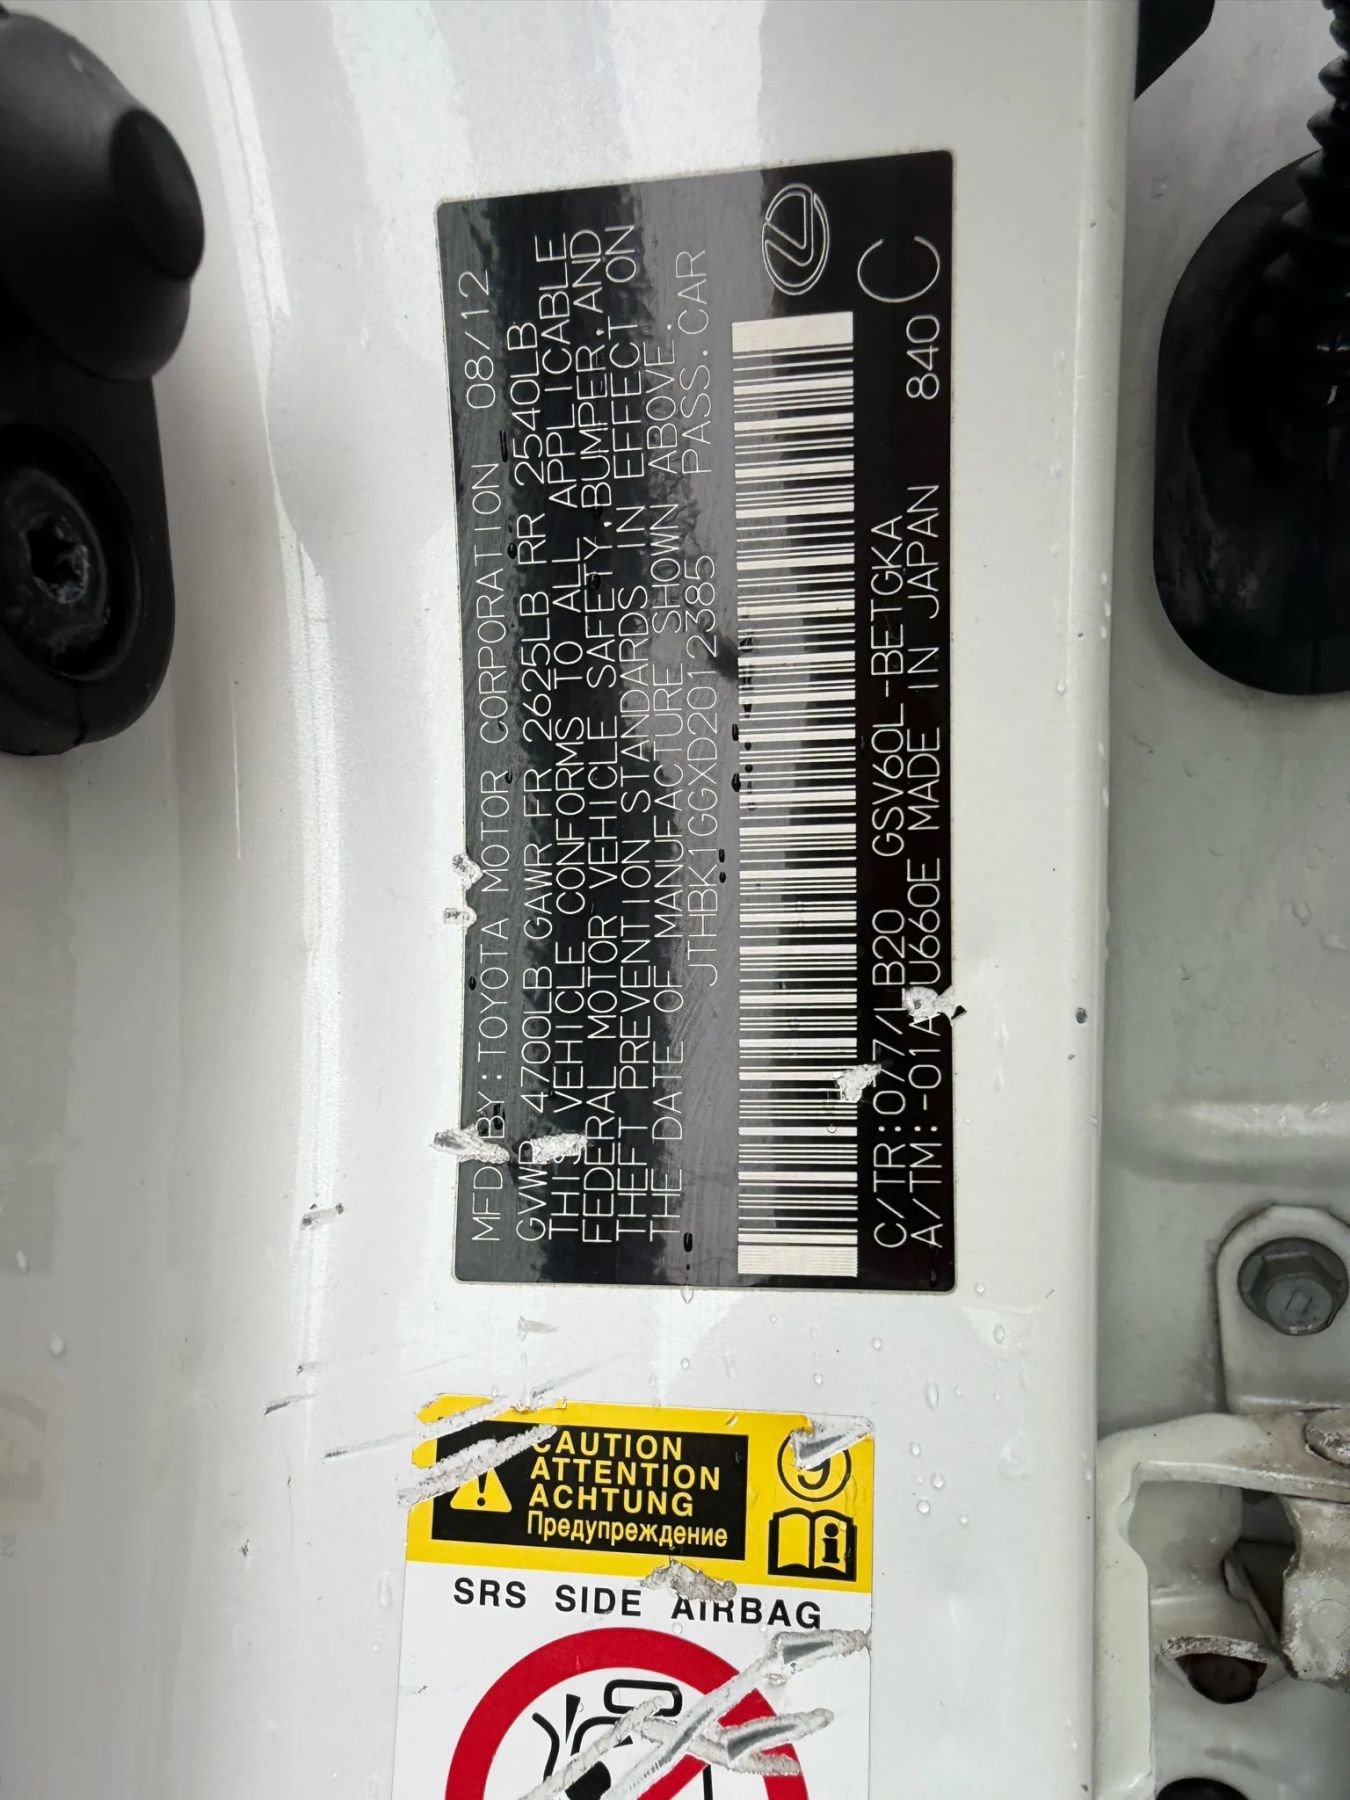 MFD BY:TOYOTA MOTOR CORPORATION 08/12
GVWR 4700LB GAWR FR 2625LB RR 2540LB
THIS VEHICLE CONFORMS TO ALL APPLICABLE
FEDERAL MOTOR VEHICLE SAFETY, BUMPER, AND
THEFT PREVENTION STANDARDS IN EFFECT ON
THE DATE OF MANUFACTURE SHOWN ABOVE.
JTHBK1GGXD2012385 PASS.CAR
C/TR:077/LB20 GSV60L-BETGKA 840
A/TM:-01A/U660E MADE IN JAPAN
C
CAUTION
ATTENTION
ACHTUNG
Предупреждение
9
i
SRS SIDE AIRBAG